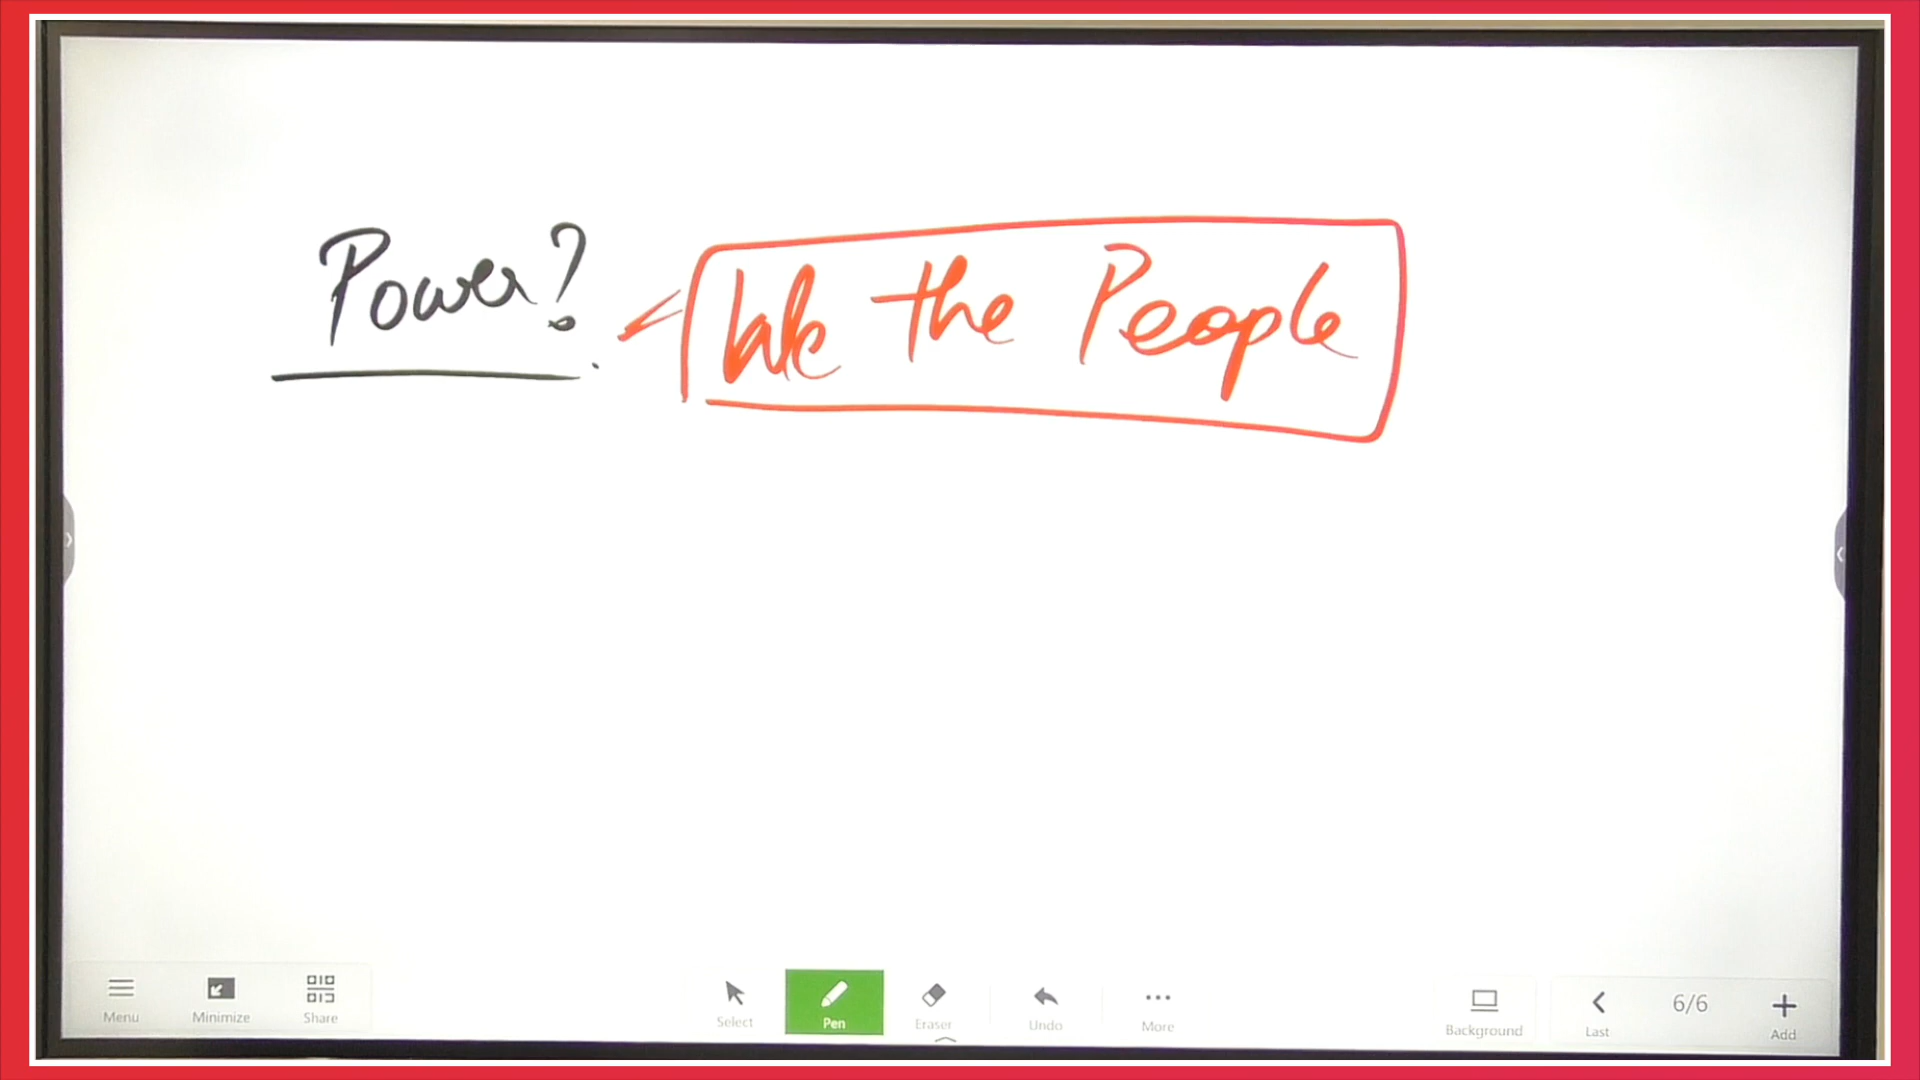 Power?
We the People
Menu
Minimize
Share
Select
Pen
Eraser
Undo
More
Background
Last
6/6
Add